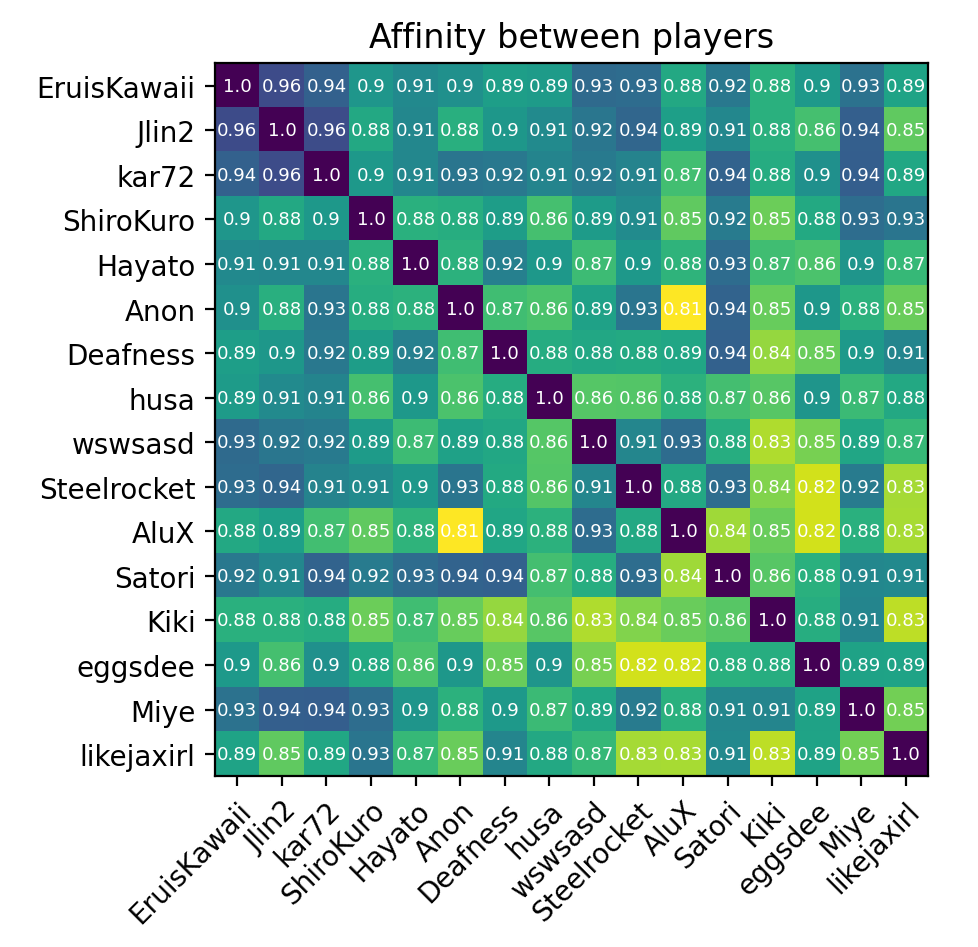 Affinity between players
EruisKawaii 1.0 0.96 0.94 0.9 0.91 0.9 0.89 0.89 0.93 0.93 0.88 0.92 0.88 0.9 0.93 0.89
Jlin2 0.96 1.0 0.96 0.88 0.91 0.88 0.9 0.91 0.92 0.94 0.89 0.91 0.88 0.86 0.94 0.85
kar72 0.94 0.96 1.0 0.9 0.91 0.93 0.92 0.91 0.92 0.91 0.87 0.94 0.88 0.9 0.94 0.89
ShiroKuro 0.9 0.88 0.9 1.0 0.88 0.88 0.89 0.86 0.89 0.91 0.85 0.92 0.85 0.88 0.93 0.93
Hayato 0.91 0.91 0.91 0.88 1.0 0.88 0.92 0.9 0.87 0.9 0.88 0.93 0.87 0.86 0.9 0.87
Anon 0.9 0.88 0.93 0.88 0.88 1.0 0.87 0.86 0.89 0.93 0.81 0.94 0.85 0.9 0.88 0.85
Deafness 0.89 0.9 0.92 0.89 0.92 0.87 1.0 0.88 0.88 0.88 0.89 0.94 0.84 0.85 0.9 0.91
husa 0.89 0.91 0.91 0.86 0.9 0.86 0.88 1.0 0.86 0.86 0.88 0.87 0.86 0.9 0.87 0.88
wswsasd 0.93 0.92 0.92 0.89 0.87 0.89 0.88 0.86 1.0 0.91 0.93 0.88 0.83 0.85 0.89 0.87
Steelrocket 0.93 0.94 0.91 0.91 0.9 0.93 0.88 0.86 0.91 1.0 0.88 0.93 0.84 0.82 0.92 0.83
AluX 0.88 0.89 0.87 0.85 0.88 0.81 0.89 0.88 0.93 0.88 1.0 0.84 0.85 0.82 0.88 0.83
Satori 0.92 0.91 0.94 0.92 0.93 0.94 0.94 0.87 0.88 0.93 0.84 1.0 0.86 0.88 0.91 0.91
Kiki 0.88 0.88 0.88 0.85 0.87 0.85 0.84 0.86 0.83 0.84 0.85 0.86 1.0 0.88 0.91 0.83
eggsdee 0.9 0.86 0.9 0.88 0.86 0.9 0.85 0.9 0.85 0.82 0.82 0.88 0.88 1.0 0.89 0.89
Miye 0.93 0.94 0.94 0.93 0.9 0.88 0.9 0.87 0.89 0.92 0.88 0.91 0.91 0.89 1.0 0.85
likejaxirl 0.89 0.85 0.89 0.93 0.87 0.85 0.91 0.88 0.87 0.83 0.83 0.91 0.83 0.89 0.85 1.0
EruisKawaii Jlin2 kar72 ShiroKuro Hayato Anon Deafness husa wswsasd Steelrocket AluX Satori Kiki eggsdee Miye likejaxirl